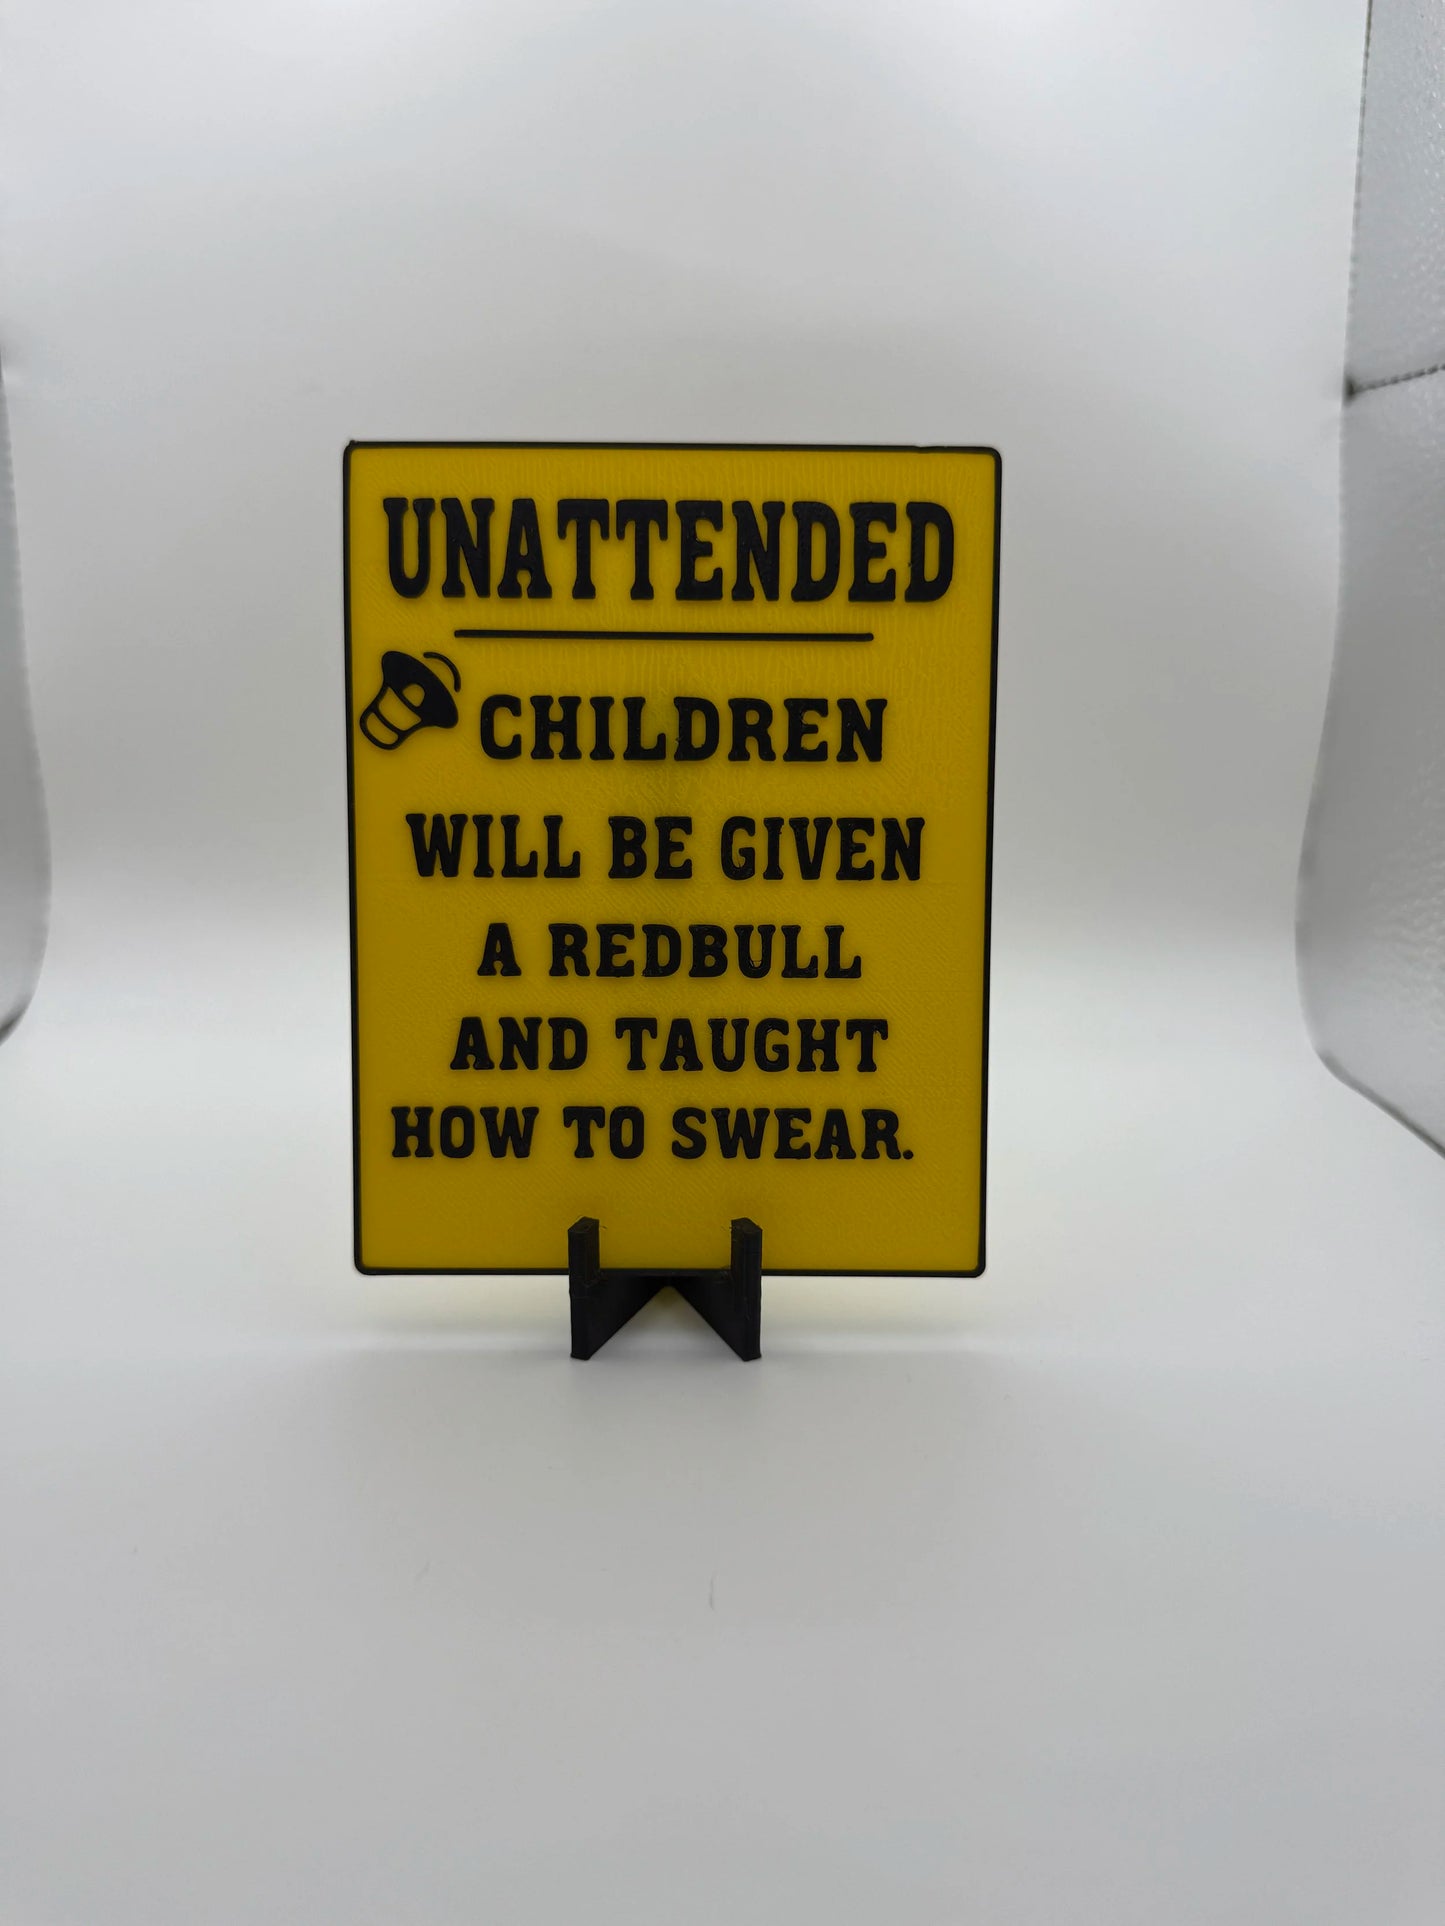 UNATTENDED
CHILDREN
WILL BE GIVEN
A REDBULL
AND TAUGHT
HOW TO SWEAR.